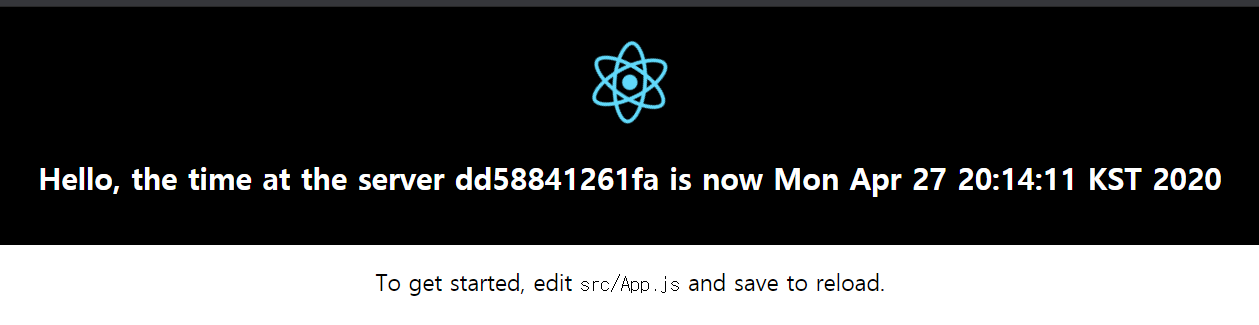 Hello, the time at the server dd58841261fa is now Mon Apr 27 20:14:11 KST 2020
To get started, edit src/App.js and save to reload.